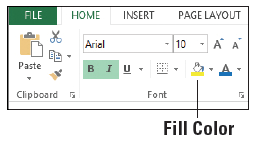 FILE HOME INSERT PAGE LAYOUT
Arial 10 A A
Paste B I U A
Clipboard Font
Fill Color